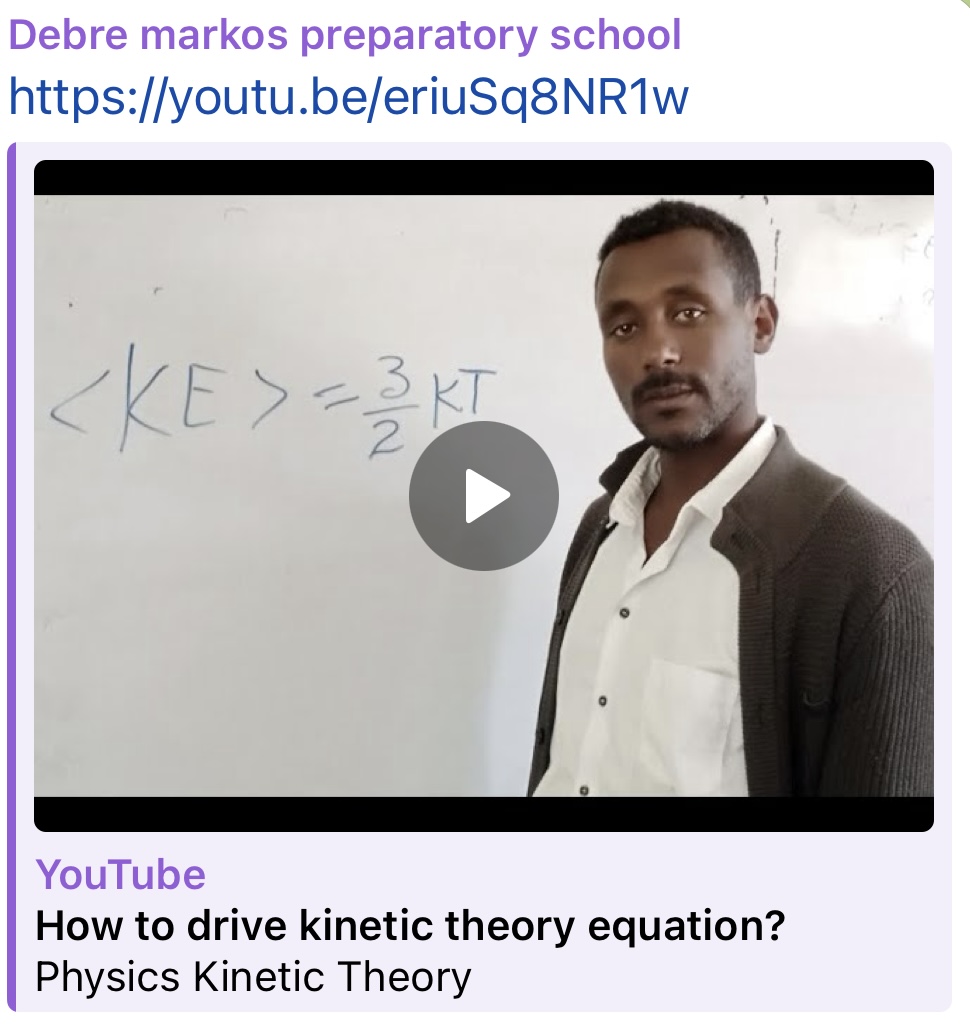 Debre markos preparatory school
https://youtu.be/eriuSq8NR1w
<KE> = 3/2 KT
YouTube
How to drive kinetic theory equation?
Physics Kinetic Theory